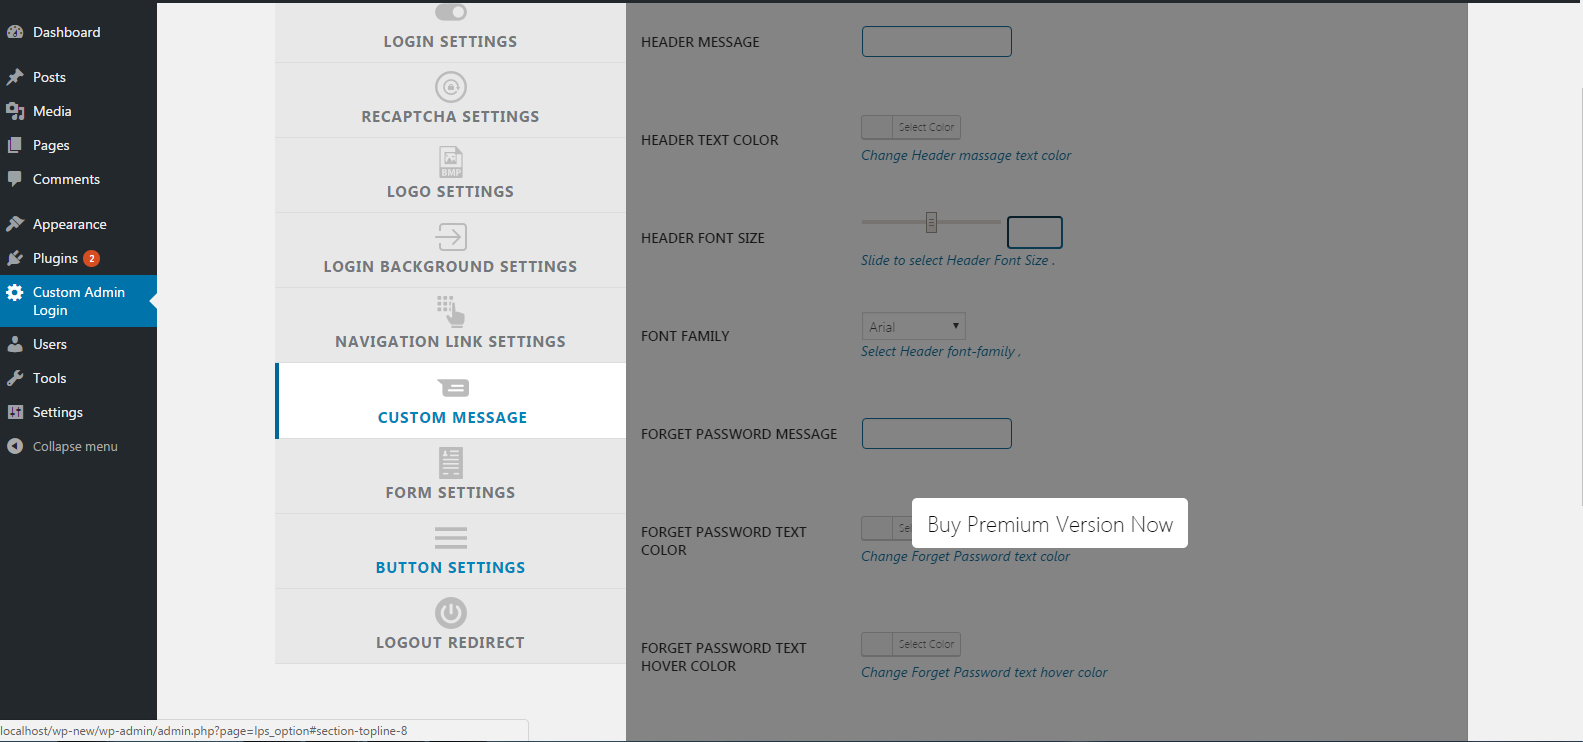 Dashboard
Posts
Media
Pages
Comments
Appearance
Plugins 2
Custom Admin
Login
Users
Tools
Settings
Collapse menu
LOGIN SETTINGS
RECAPTCHA SETTINGS
BMP
LOGO SETTINGS
LOGIN BACKGROUND SETTINGS
NAVIGATION LINK SETTINGS
CUSTOM MESSAGE
FORM SETTINGS
BUTTON SETTINGS
LOGOUT REDIRECT
HEADER MESSAGE
HEADER TEXT COLOR
Select Color
Change Header massage text color
HEADER FONT SIZE
Slide to select Header Font Size .
FONT FAMILY
Arial
Select Header font-family ,
FORGET PASSWORD MESSAGE
FORGET PASSWORD TEXT
COLOR
Sel
Buy Premium Version Now
Change Forget Password text color
FORGET PASSWORD TEXT
HOVER COLOR
Select Color
Change Forget Password text hover color
localhost/wp-new/wp-admin/admin.php?page=lps_option#section-topline-8